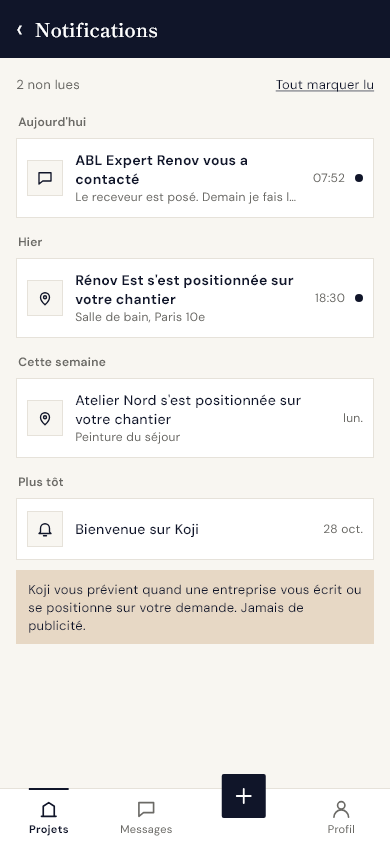 Notifications
2 non lues
Tout marquer lu
Aujourd'hui
ABL Expert Renov vous a
contacté
07:52
Le receveur est posé. Demain je fais l...
Hier
Rénov Est s'est positionnée sur
votre chantier
18:30
Salle de bain, Paris 10e
Cette semaine
Atelier Nord s'est positionnée sur
votre chantier
lun.
Peinture du séjour
Plus tôt
Bienvenue sur Koji
28 oct.
Koji vous prévient quand une entreprise vous écrit ou
se positionne sur votre demande. Jamais de
publicité.
Projets
Messages
Profil